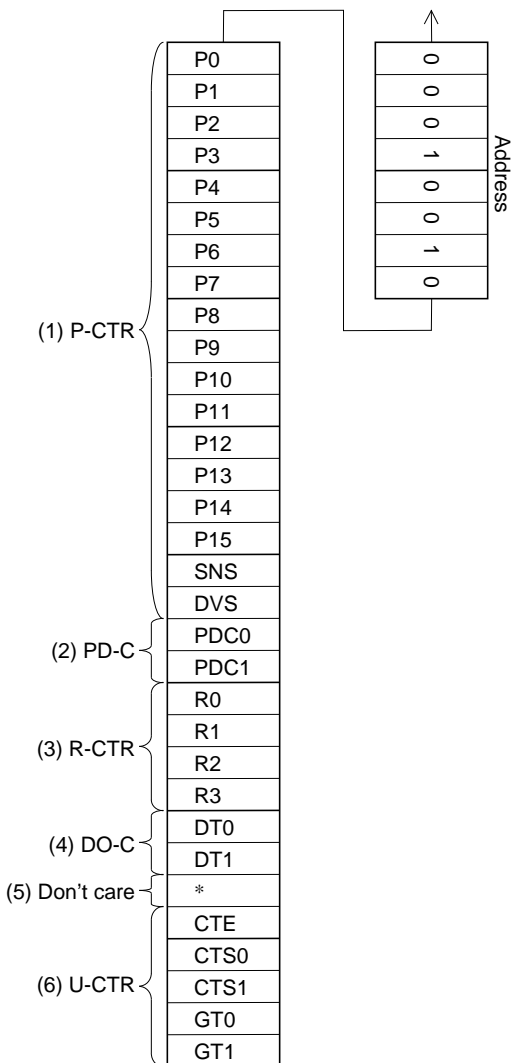 P0
P1
P2
P3
P4
P5
P6
P7
P8
P9
P10
P11
P12
P13
P14
P15
SNS
DVS
PDC0
PDC1
R0
R1
R2
R3
DT0
DT1
*
CTE
CTS0
CTS1
GT0
GT1
(1) P-CTR
(2) PD-C
(3) R-CTR
(4) DO-C
(5) Don't care
(6) U-CTR
0
0
0
1
0
0
1
0
Address